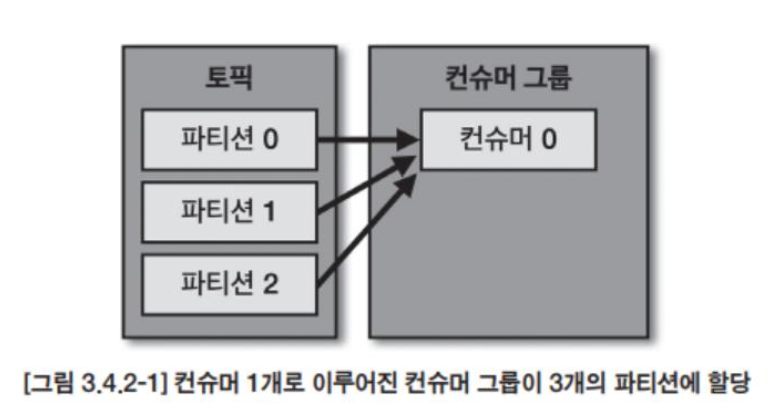 토픽
파티션 0
파티션 1
파티션 2
컨슈머 그룹
컨슈머 0
[그림 3.4.2-1] 컨슈머 1개로 이루어진 컨슈머 그룹이 3개의 파티션에 할당